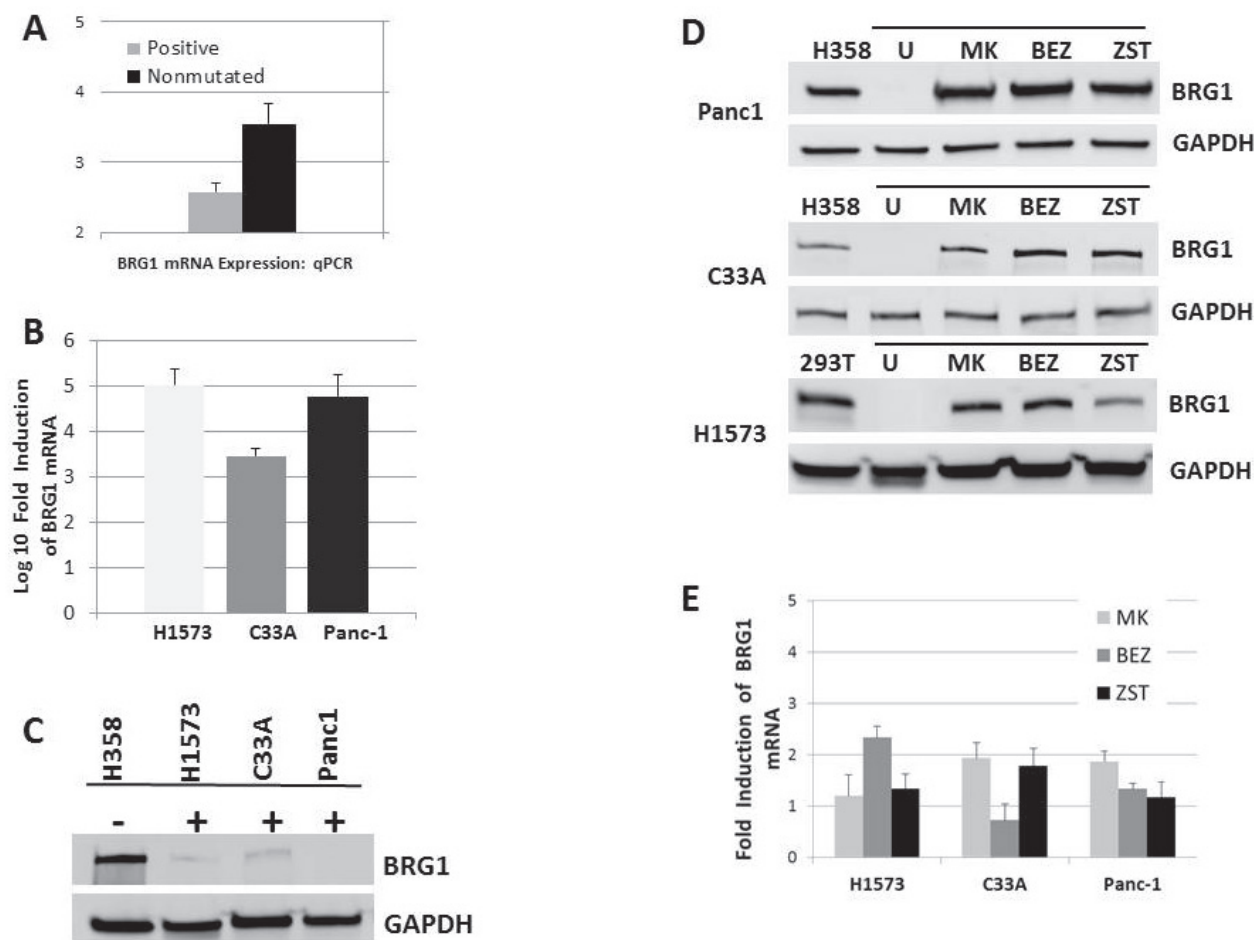 A
5
4
3
2
Positive
Nonmutated
BRG1 mRNA Expression: qPCR
B
Log10 Fold Induction
of BRG1 mRNA
6
5
4
3
2
1
0
H1573 C33A Panc-1
C
H358 H1573 C33A Panc1
- + + +
BRG1
GAPDH
D
H358 U MK BEZ ZST
Panc1
BRG1
GAPDH
H358 U MK BEZ ZST
C33A
BRG1
GAPDH
293T U MK BEZ ZST
H1573
BRG1
GAPDH
E
Fold Induction of BRG1
mRNA
5
4
3
2
1
0
MK
BEZ
ZST
H1573 C33A Panc-1